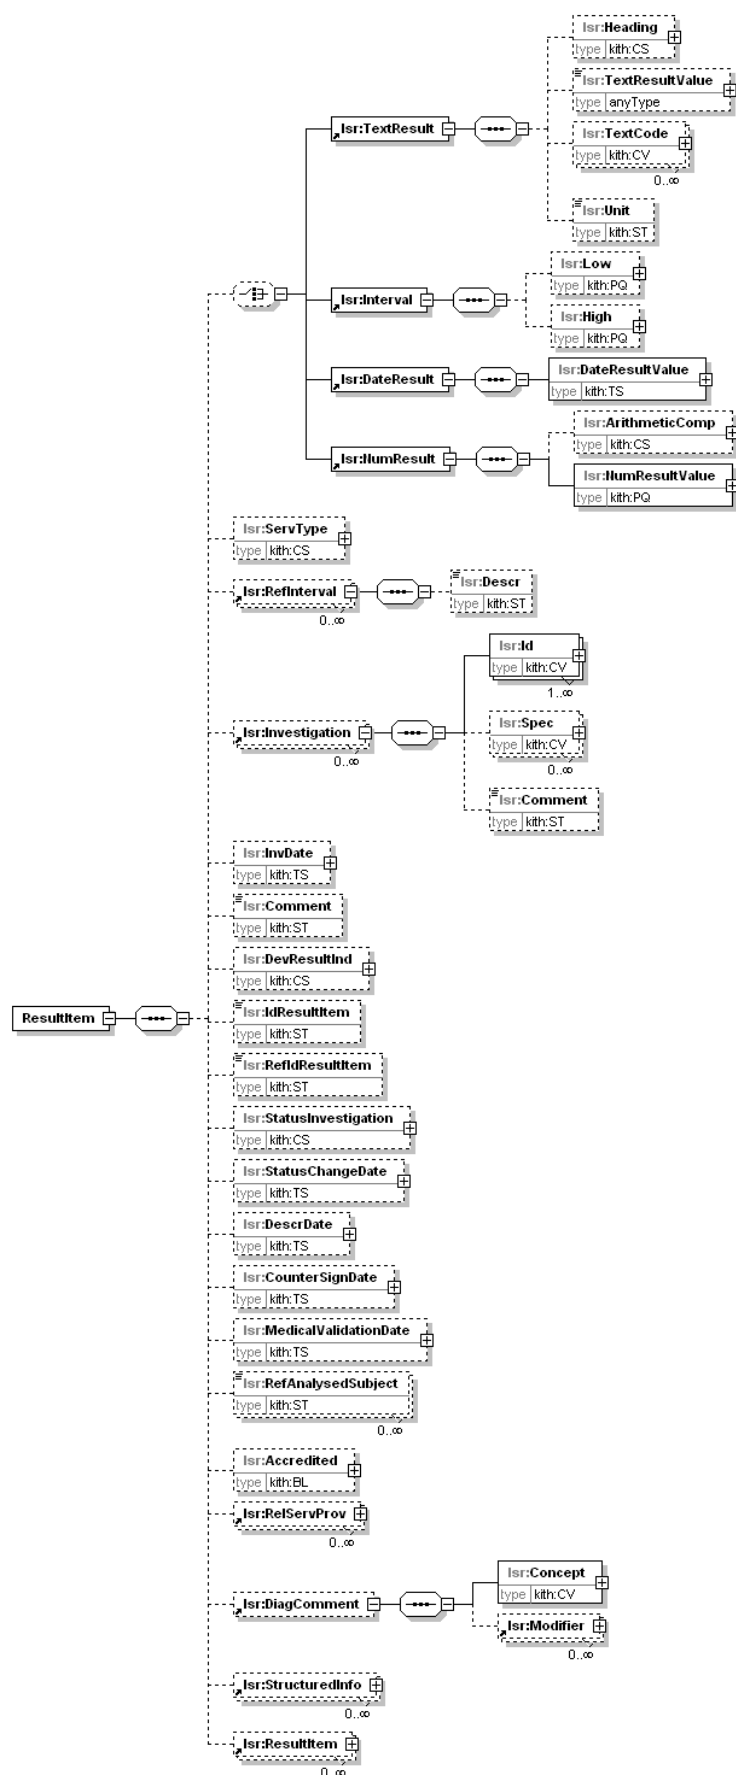 lsr:Heading
type kith:CS
lsr:TextResultValue
type anyType
lsr:TextResult
lsr:TextCode
type kith:CV
0..∞
lsr:Unit
type kith:ST
lsr:Low
type kith:PQ
lsr:Interval
lsr:High
type kith:PQ
lsr:DateResult
lsr:DateResultValue
type kith:TS
lsr:ArithmeticComp
type kith:CS
lsr:NumResult
lsr:NumResultValue
type kith:PQ
lsr:ServType
type kith:CS
lsr:RefInterval
0..∞
lsr:Descr
type kith:ST
lsr:Id
type kith:CV
1..∞
lsr:Investigation
0..∞
lsr:Spec
type kith:CV
0..∞
lsr:Comment
type kith:ST
lsr:InvDate
type kith:TS
lsr:Comment
type kith:ST
lsr:DevResultInd
type kith:CS
ResultItem
lsr:IdResultItem
type kith:ST
lsr:RefIdResultItem
type kith:ST
lsr:StatusInvestigation
type kith:CS
lsr:StatusChangeDate
type kith:TS
lsr:DescrDate
type kith:TS
lsr:CounterSignDate
type kith:TS
lsr:MedicalValidationDate
type kith:TS
lsr:RefAnalysedSubject
type kith:ST
0..∞
lsr:Accredited
type kith:BL
lsr:RelServProv
0..∞
lsr:DiagComment
lsr:Concept
type kith:CV
lsr:Modifier
0..∞
lsr:StructuredInfo
0..∞
lsr:ResultItem
0..∞